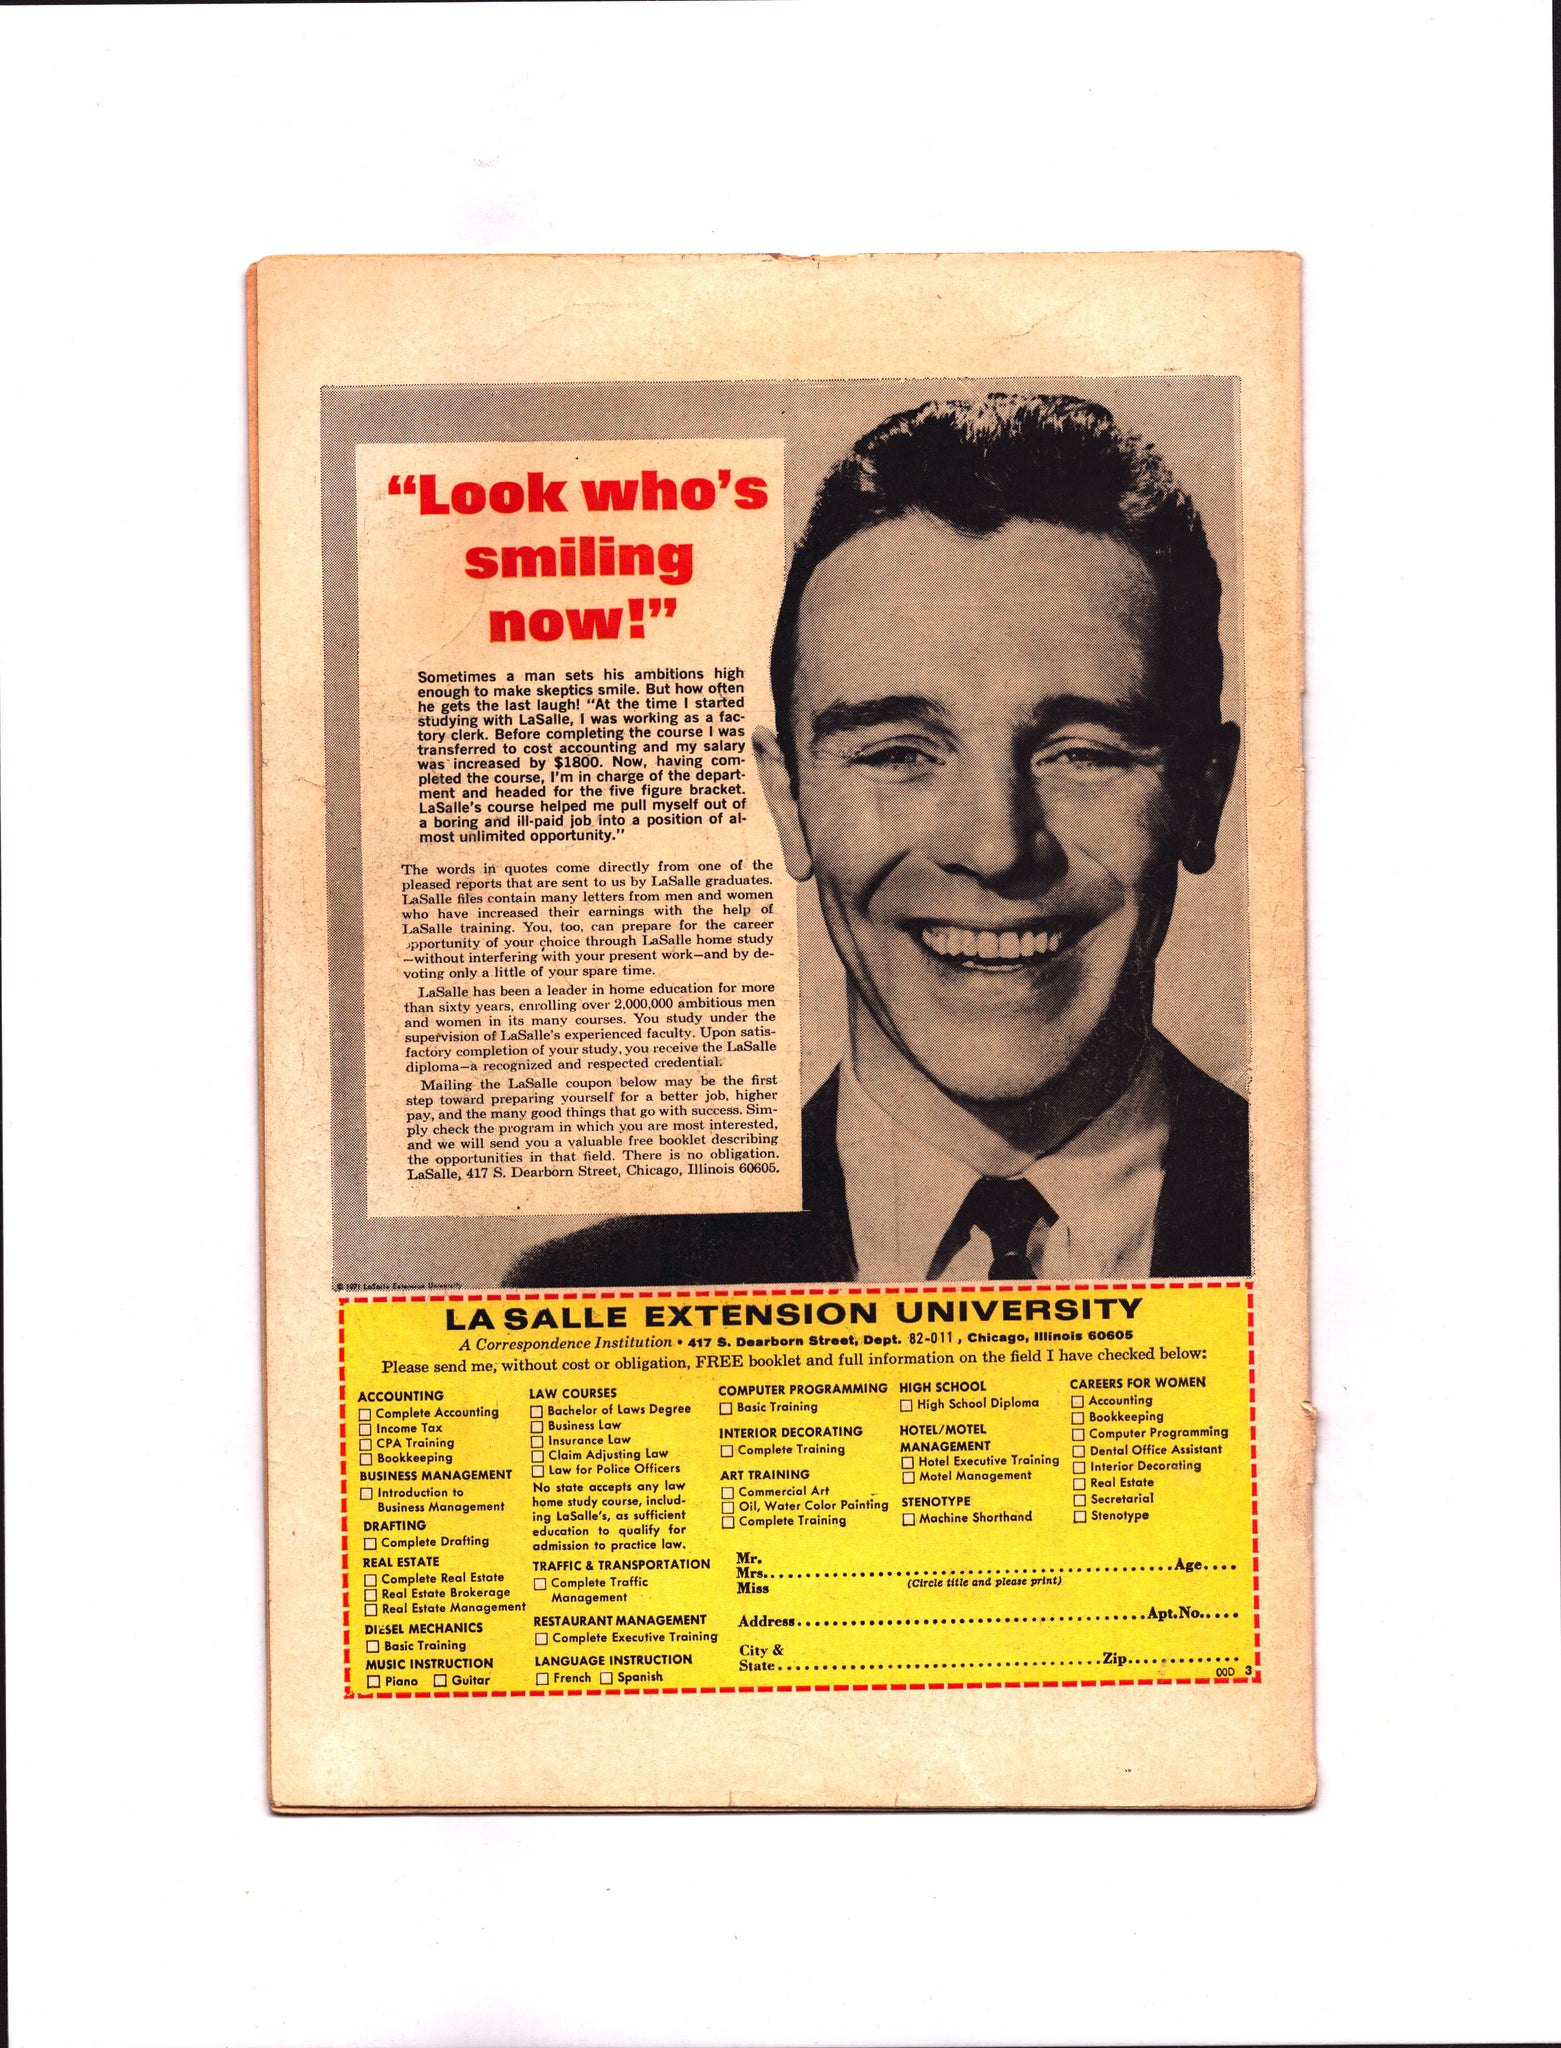 “Look who’s
smiling
now!”
Sometimes a man sets his ambitions high
enough to make skeptics smile. But how often
he gets the last laugh! “At the time I started
studying with LaSalle, I was working as a fac-
tory clerk. Before completing the course I was
transferred to cost accounting and my salary
was increased by $1800. Now, having com-
pleted the course, I’m in charge of the depart-
ment and headed for the five figure bracket.
LaSalle’s course helped me pull myself out of
a boring and ill-paid job into a position of al-
most unlimited opportunity.”
The words in quotes come directly from one of the
pleased reports that are sent to us by LaSalle graduates.
LaSalle files contain many letters from men and women
who have increased their earnings with the help of
LaSalle training. You, too, can prepare for the career
opportunity of your choice through LaSalle home study
—without interfering with your present work—and by de-
voting only a little of your spare time.
LaSalle has been a leader in home education for more
than sixty years, enrolling over 2,000,000 ambitious men
and women in its many courses. You study under the
supervision of LaSalle’s experienced faculty. Upon satis-
factory completion of your study, you receive the LaSalle
diploma—a recognized and respected credential.
Mailing the LaSalle coupon below may be the first
step toward preparing yourself for a better job, higher
pay, and the many good things that go with success. Sim-
ply check the program in which you are most interested,
and we will send you a valuable free booklet describing
the opportunities in that field. There is no obligation.
LaSalle, 417 S. Dearborn Street, Chicago, Illinois 60605.
© 1971 LaSalle Extension University
LA SALLE EXTENSION UNIVERSITY
A Correspondence Institution • 417 S. Dearborn Street, Dept. 82-011, Chicago, Illinois 60605
Please send me, without cost or obligation, FREE booklet and full information on the field I have checked below:
ACCOUNTING
Complete Accounting
Income Tax
CPA Training
Bookkeeping
BUSINESS MANAGEMENT
Introduction to
Business Management
DRAFTING
Complete Drafting
REAL ESTATE
Complete Real Estate
Real Estate Brokerage
Real Estate Management
DIESEL MECHANICS
Basic Training
MUSIC INSTRUCTION
Piano Guitar
LAW COURSES
Bachelor of Laws Degree
Business Law
Insurance Law
Claim Adjusting Law
Law for Police Officers
No state accepts any law
home study course, includ-
ing LaSalle’s, as sufficient
education to qualify for
admission to practice law.
TRAFFIC & TRANSPORTATION
Complete Traffic
Management
RESTAURANT MANAGEMENT
Complete Executive Training
LANGUAGE INSTRUCTION
French Spanish
COMPUTER PROGRAMMING
Basic Training
INTERIOR DECORATING
Complete Training
ART TRAINING
Commercial Art
Oil, Water Color Painting
Complete Training
HIGH SCHOOL
High School Diploma
HOTEL/MOTEL
MANAGEMENT
Hotel Executive Training
Motel Management
STENOTYPE
Machine Shorthand
CAREERS FOR WOMEN
Accounting
Bookkeeping
Computer Programming
Dental Office Assistant
Interior Decorating
Real Estate
Secretarial
Stenotype
Mr.
Mrs. Age
Miss (Circle title and please print)
Address Apt.No.
City &
State Zip
00D 3